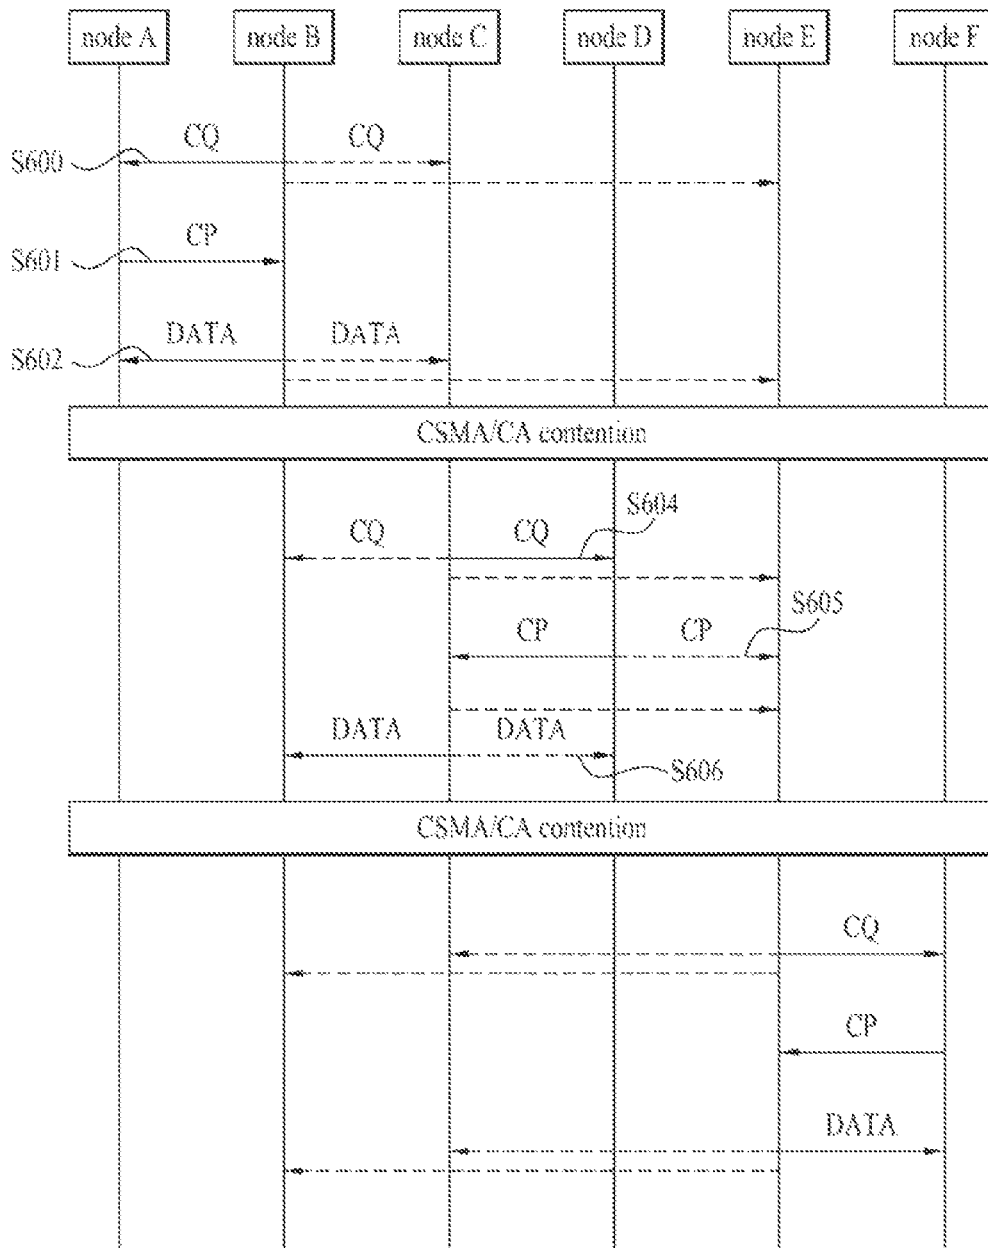 node A node B node C node D node E node F
CQ CQ
S600
CP
S601
DATA DATA
S602
CSMA/CA contention
S604
CQ CQ
S605
CP CP
DATA DATA
S606
CSMA/CA contention
CQ
CP
DATA